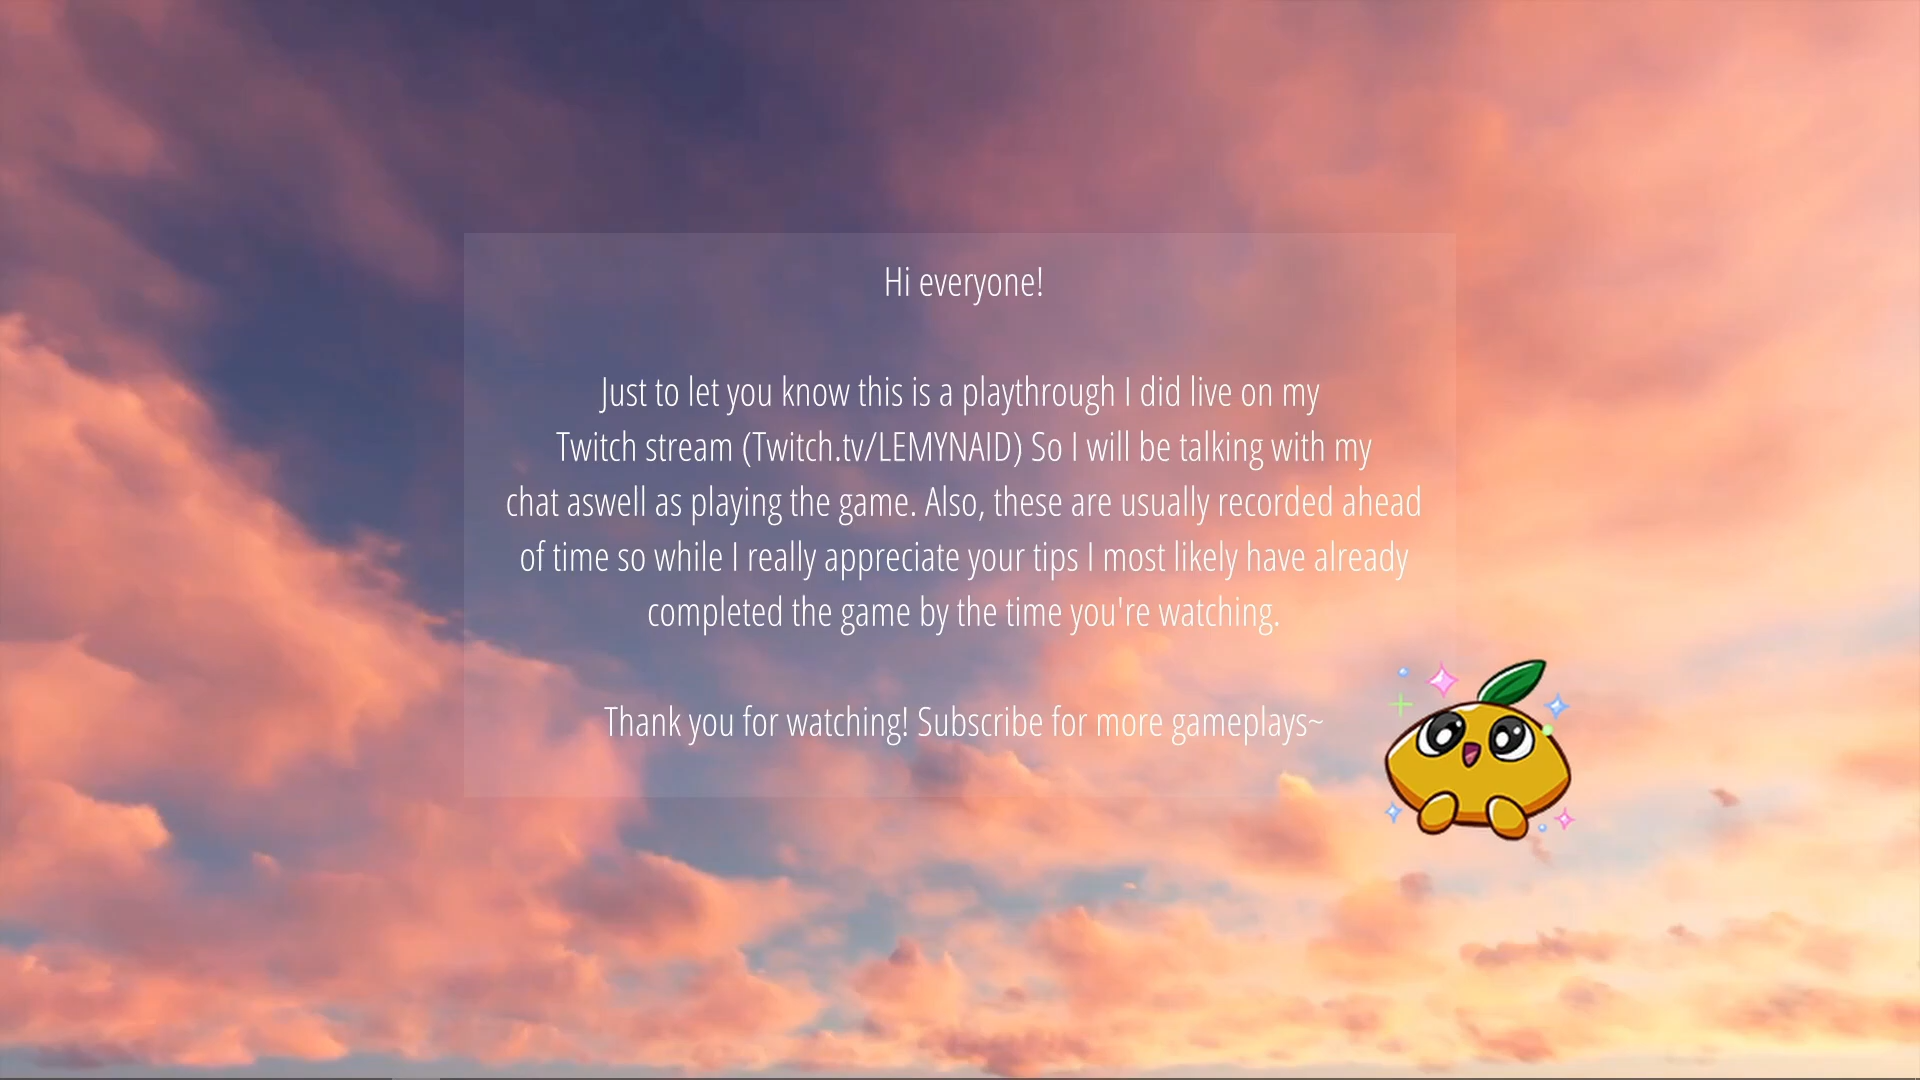 Hi everyone!
Just to let you know this is a playthrough I did live on my
Twitch stream (Twitch.tv/LEMYNAID) So I will be talking with my
chat aswell as playing the game. Also, these are usually recorded ahead
of time so while I really appreciate your tips I most likely have already
completed the game by the time you're watching.
Thank you for watching! Subscribe for more gameplays~